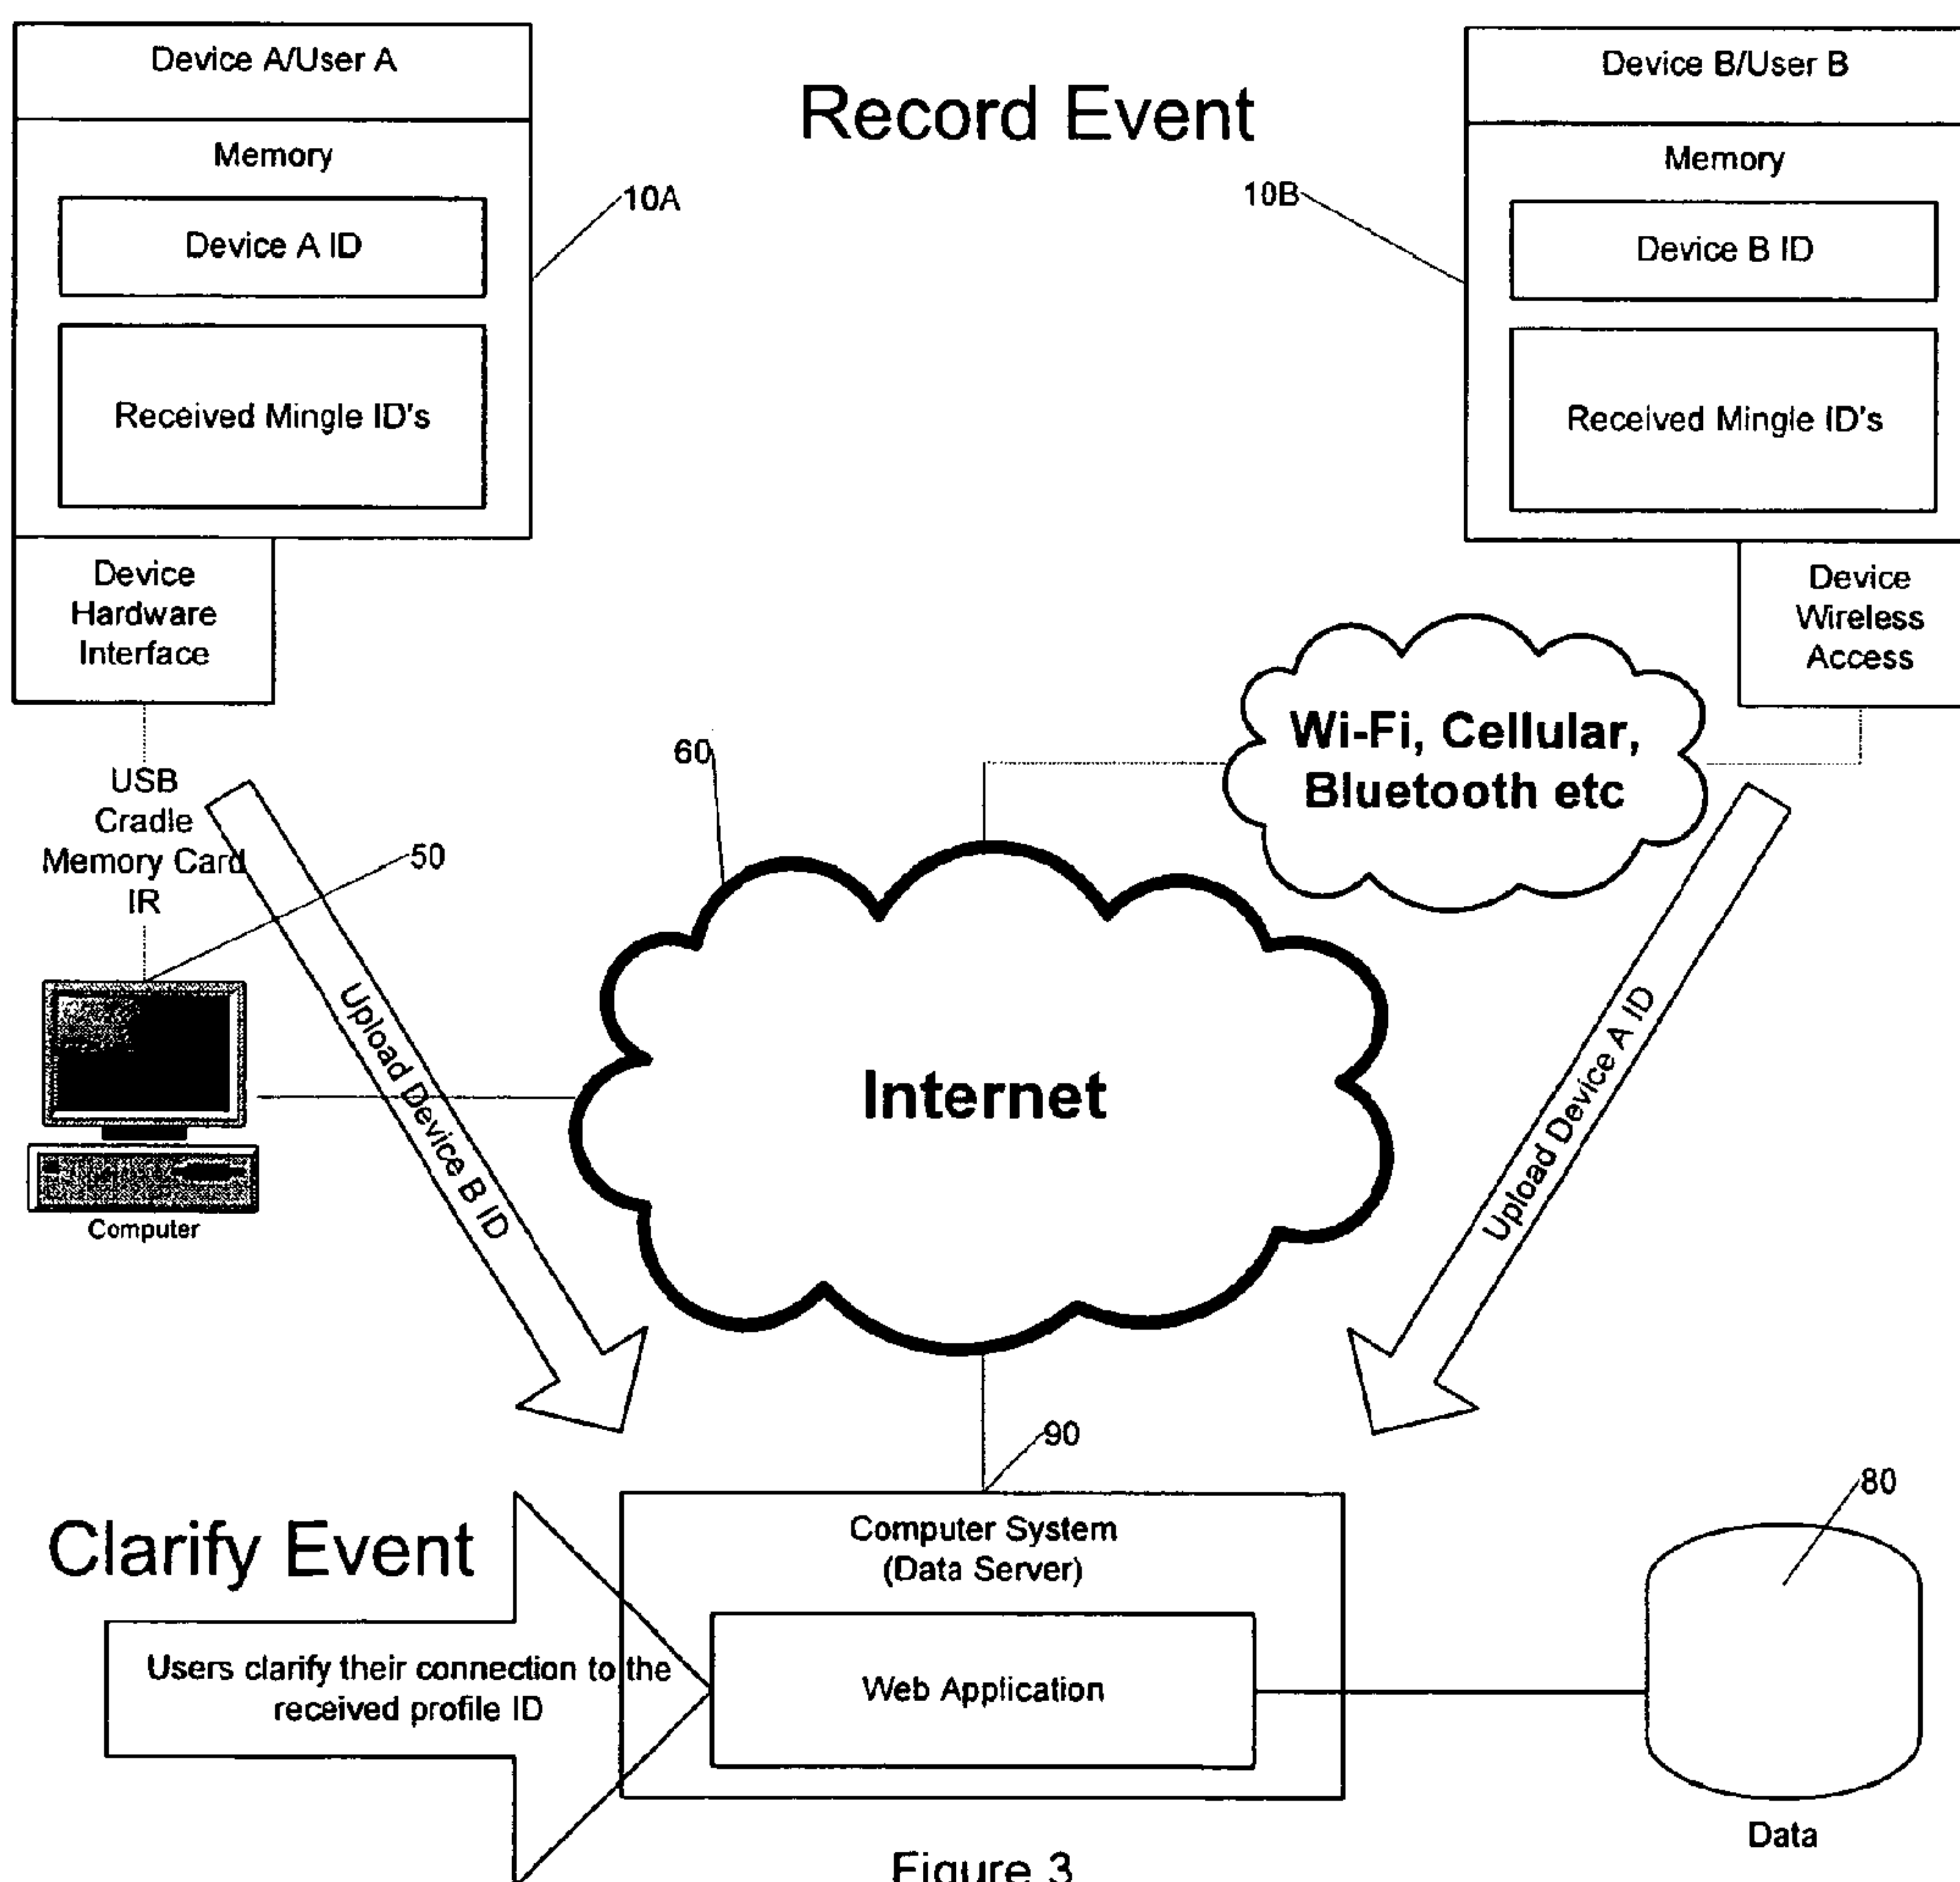 Device A/User A
Memory
Device A ID
Received Mingle ID's
Device
Hardware
Interface
10A
Record Event
Device B/User B
Memory
Device B ID
Received Mingle ID's
Device
Wireless
Access
10B
USB
Cradle
Memory Card
IR
50
60
Wi-Fi, Cellular,
Bluetooth etc
Computer
Upload Device B ID
Internet
Upload Device A ID
90
80
Clarify Event
Users clarify their connection to the
received profile ID
Computer System
(Data Server)
Web Application
Data
Figure 3